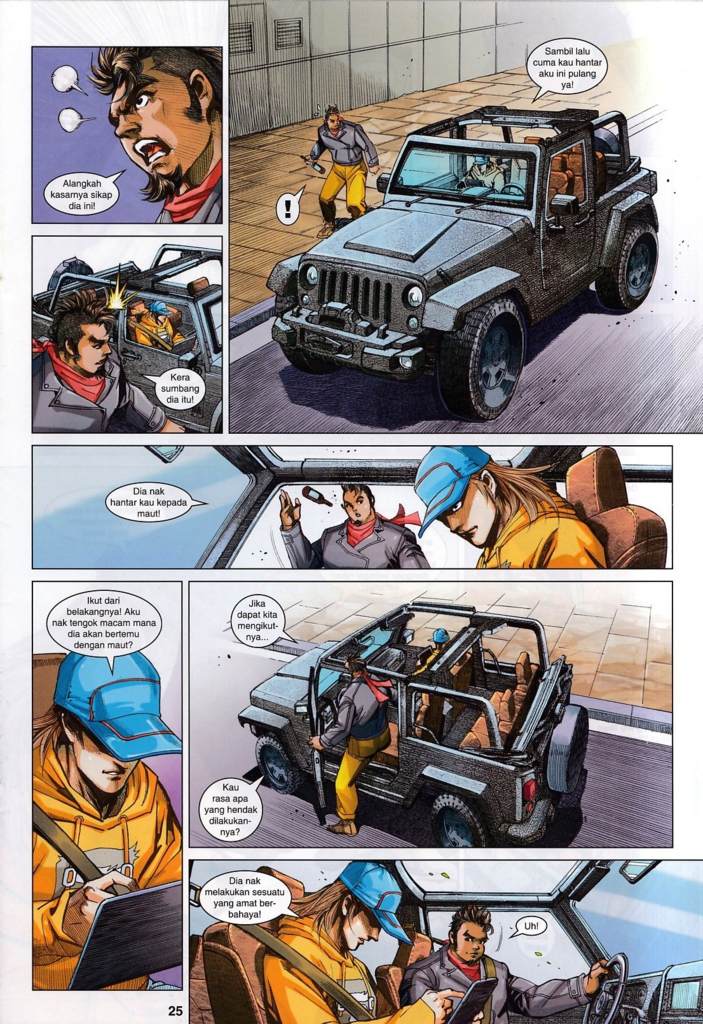 Alangkah
kasarnya sikap
dia ini!
Sambil lalu
cuma kau hantar
aku ini pulang
ya!
!
Kera
sumbang
dia itu!
Dia nak
hantar kau kepada
maut!
Ikut dari
belakangnya! Aku
nak tengok macam mana
dia akan bertemu
dengan maut?
Jika
dapat kita
mengikut-
nya...
Kau
rasa apa
yang hendak
dilakukan-
nya?
Dia nak
melakukan sesuatu
yang amat ber-
bahaya!
Uh!
25